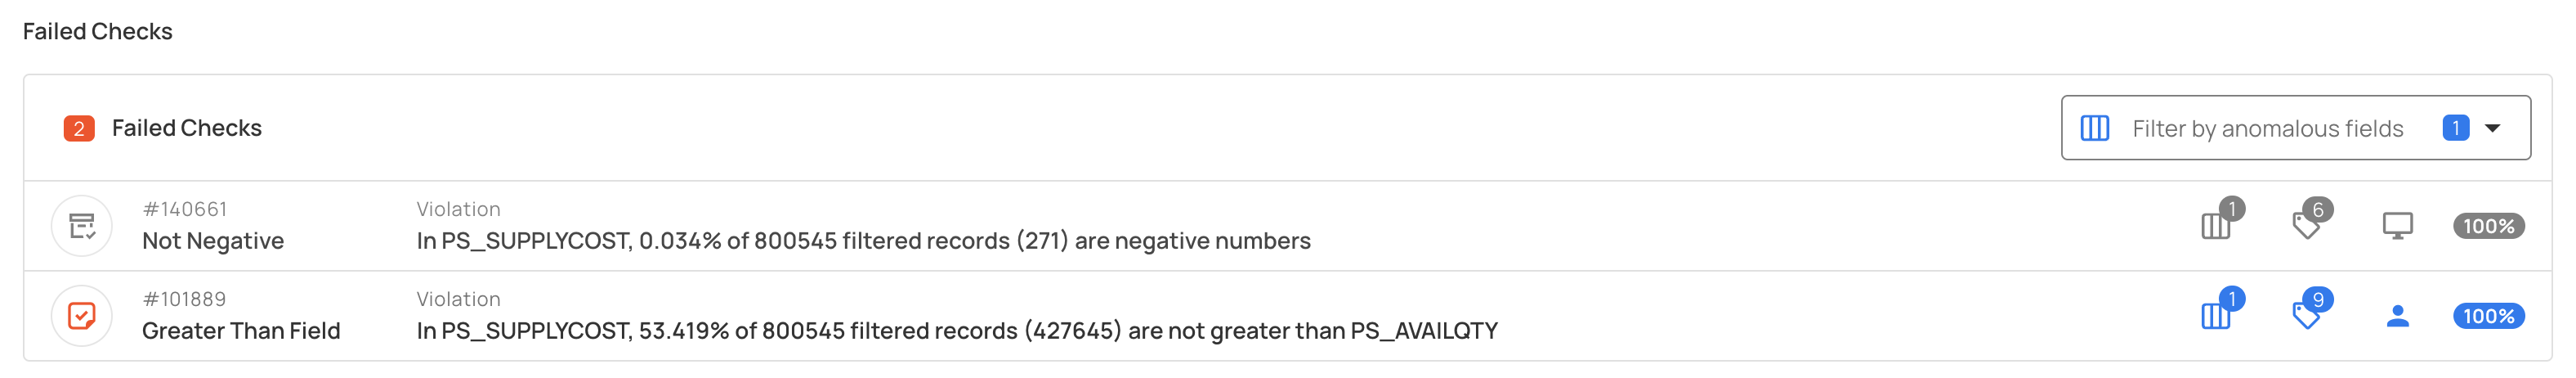 Failed Checks
2 Failed Checks
Filter by anomalous fields 1
#140661 Violation
Not Negative In PS_SUPPLYCOST, 0.034% of 800545 filtered records (271) are negative numbers 1 6 100%
#101889 Violation
Greater Than Field In PS_SUPPLYCOST, 53.419% of 800545 filtered records (427645) are not greater than PS_AVAILQTY 1 9 100%